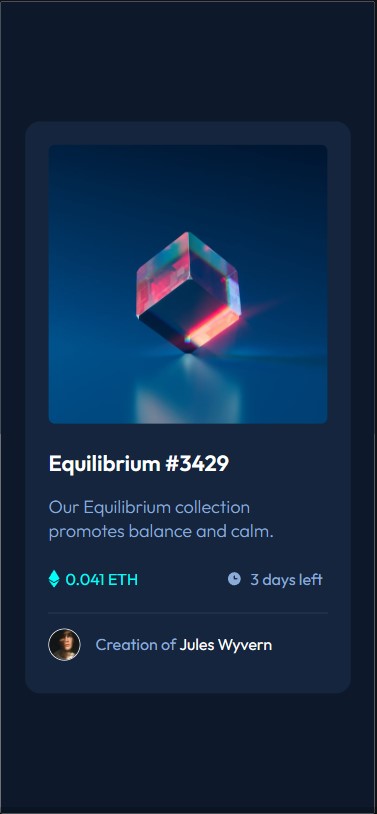 Equilibrium #3429
Our Equilibrium collection
promotes balance and calm.
0.041 ETH
3 days left
Creation of Jules Wyvern